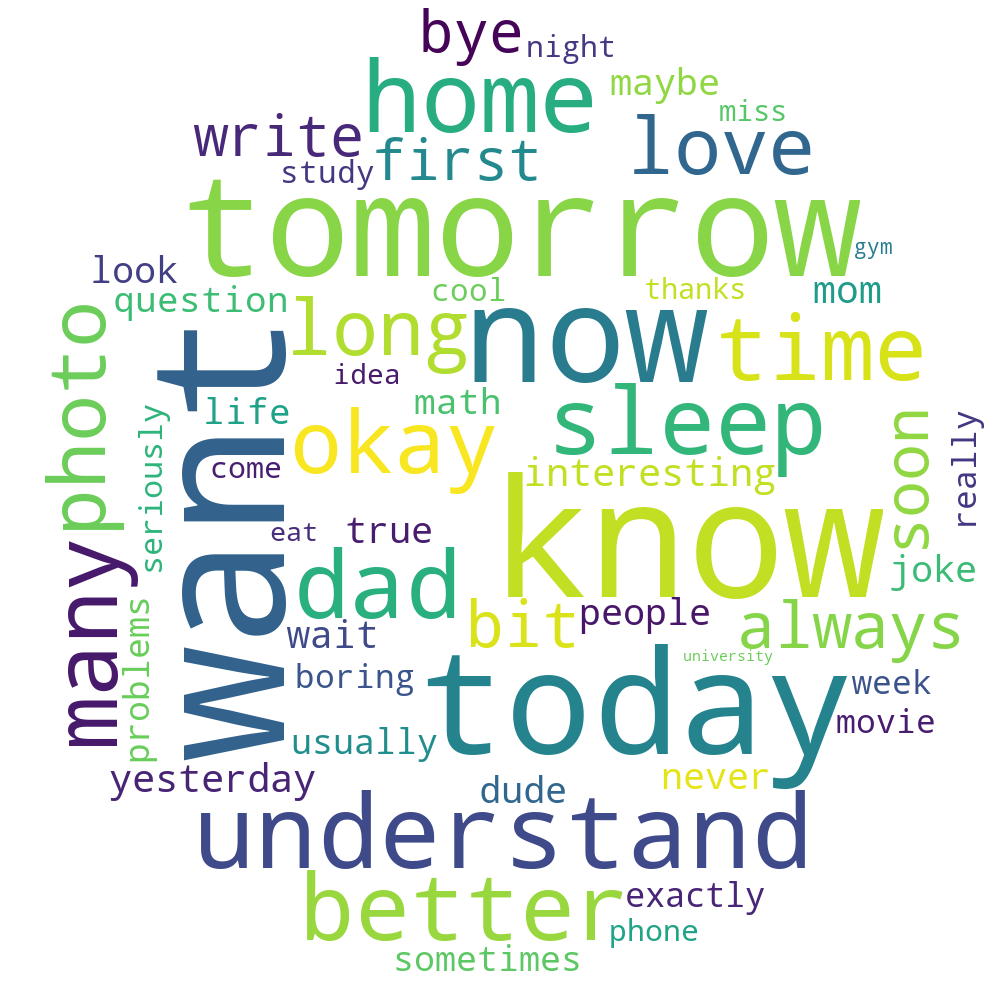 bye
night
home
maybe
miss
write
love
first
study
tomorrow
gym
look
question
cool
thanks
mom
photo
long
now
time
want
idea
life
math
okay
sleep
seriously
come
interesting
soon
really
know
eat
true
many
dad
joke
problems
wait
bit
people
always
boring
today
university
week
usually
movie
yesterday
dude
never
understand
better
exactly
phone
sometimes